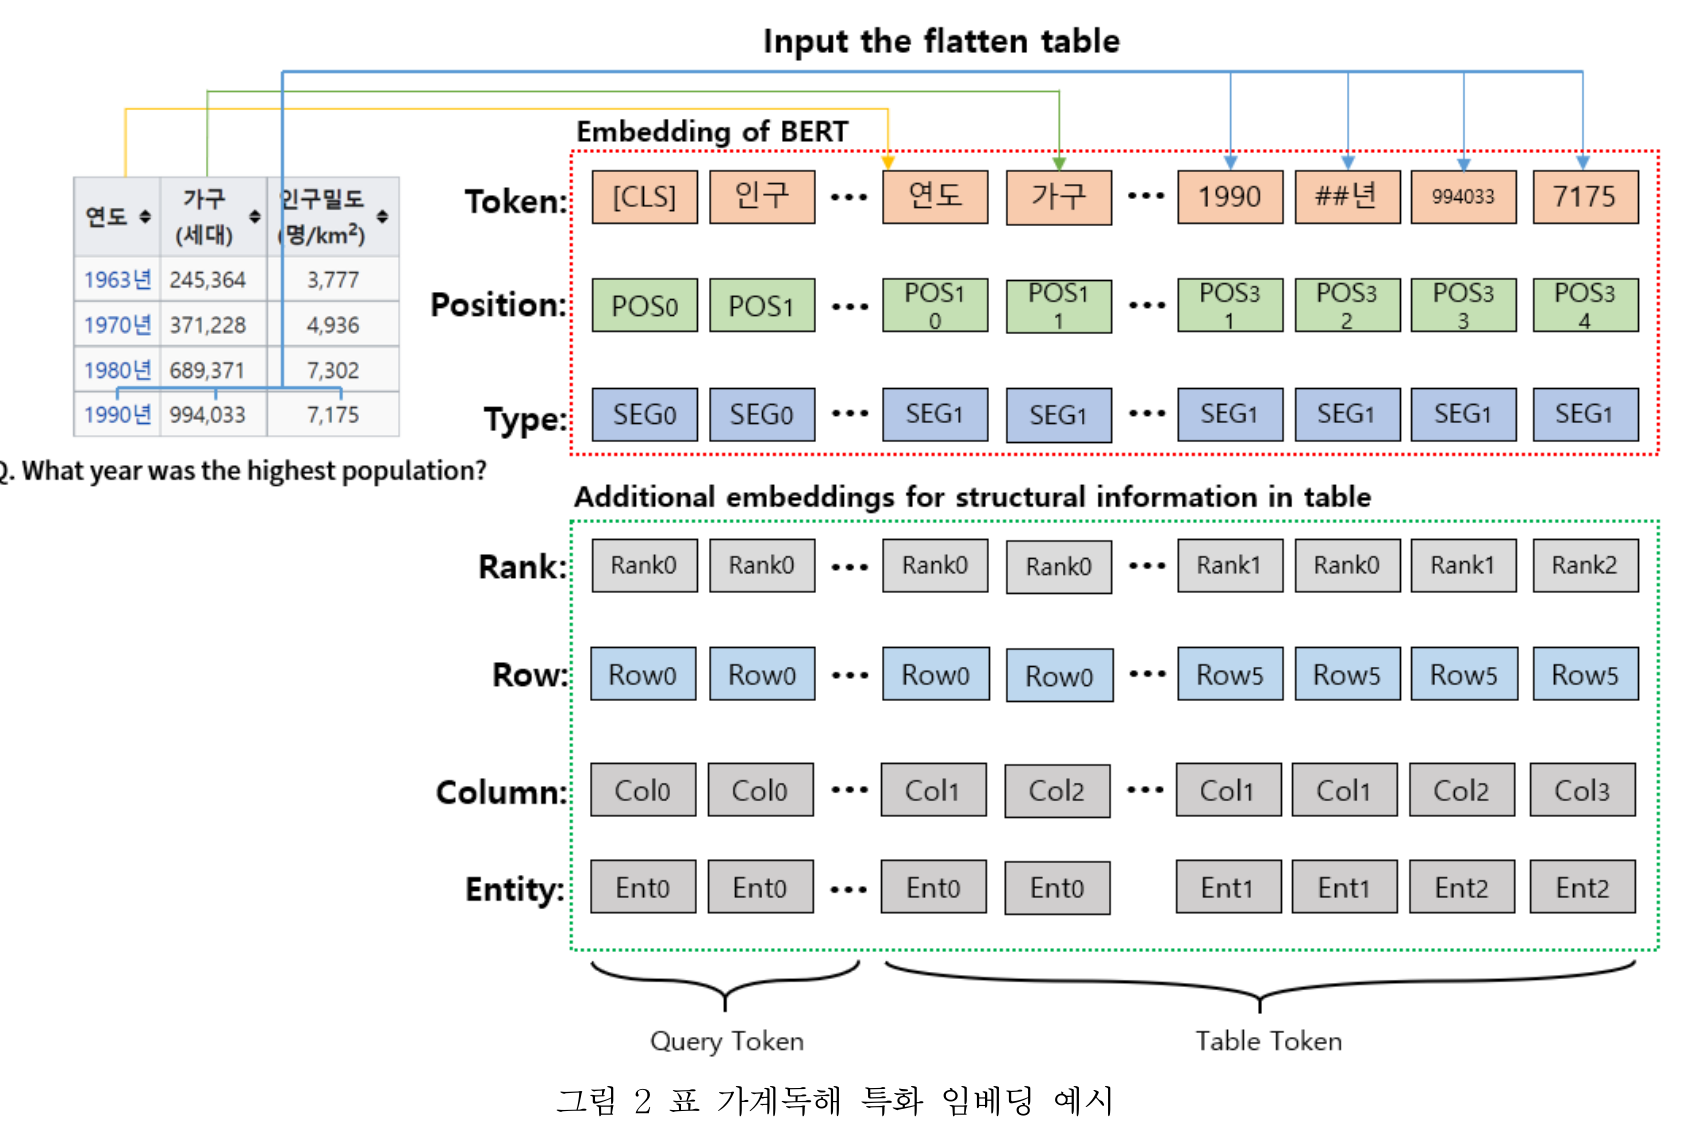 Input the flatten table
Embedding of BERT
연도 가구 (세대) 인구밀도 (명/km²)
1963년 245,364 3,777
1970년 371,228 4,936
1980년 689,371 7,302
1990년 994,033 7,175
Q. What year was the highest population?
Token: [CLS] 인구 ••• 연도 가구 ••• 1990 ##년 994033 7175
Position: POS0 POS1 ••• POS10 POS11 ••• POS31 POS32 POS33 POS34
Type: SEG0 SEG0 ••• SEG1 SEG1 ••• SEG1 SEG1 SEG1 SEG1
Additional embeddings for structural information in table
Rank: Rank0 Rank0 ••• Rank0 Rank0 ••• Rank1 Rank0 Rank1 Rank2
Row: Row0 Row0 ••• Row0 Row0 ••• Row5 Row5 Row5 Row5
Column: Col0 Col0 ••• Col1 Col2 ••• Col1 Col1 Col2 Col3
Entity: Ent0 Ent0 ••• Ent0 Ent0 Ent1 Ent1 Ent2 Ent2
Query Token Table Token
그림 2 표 가계독해 특화 임베딩 예시